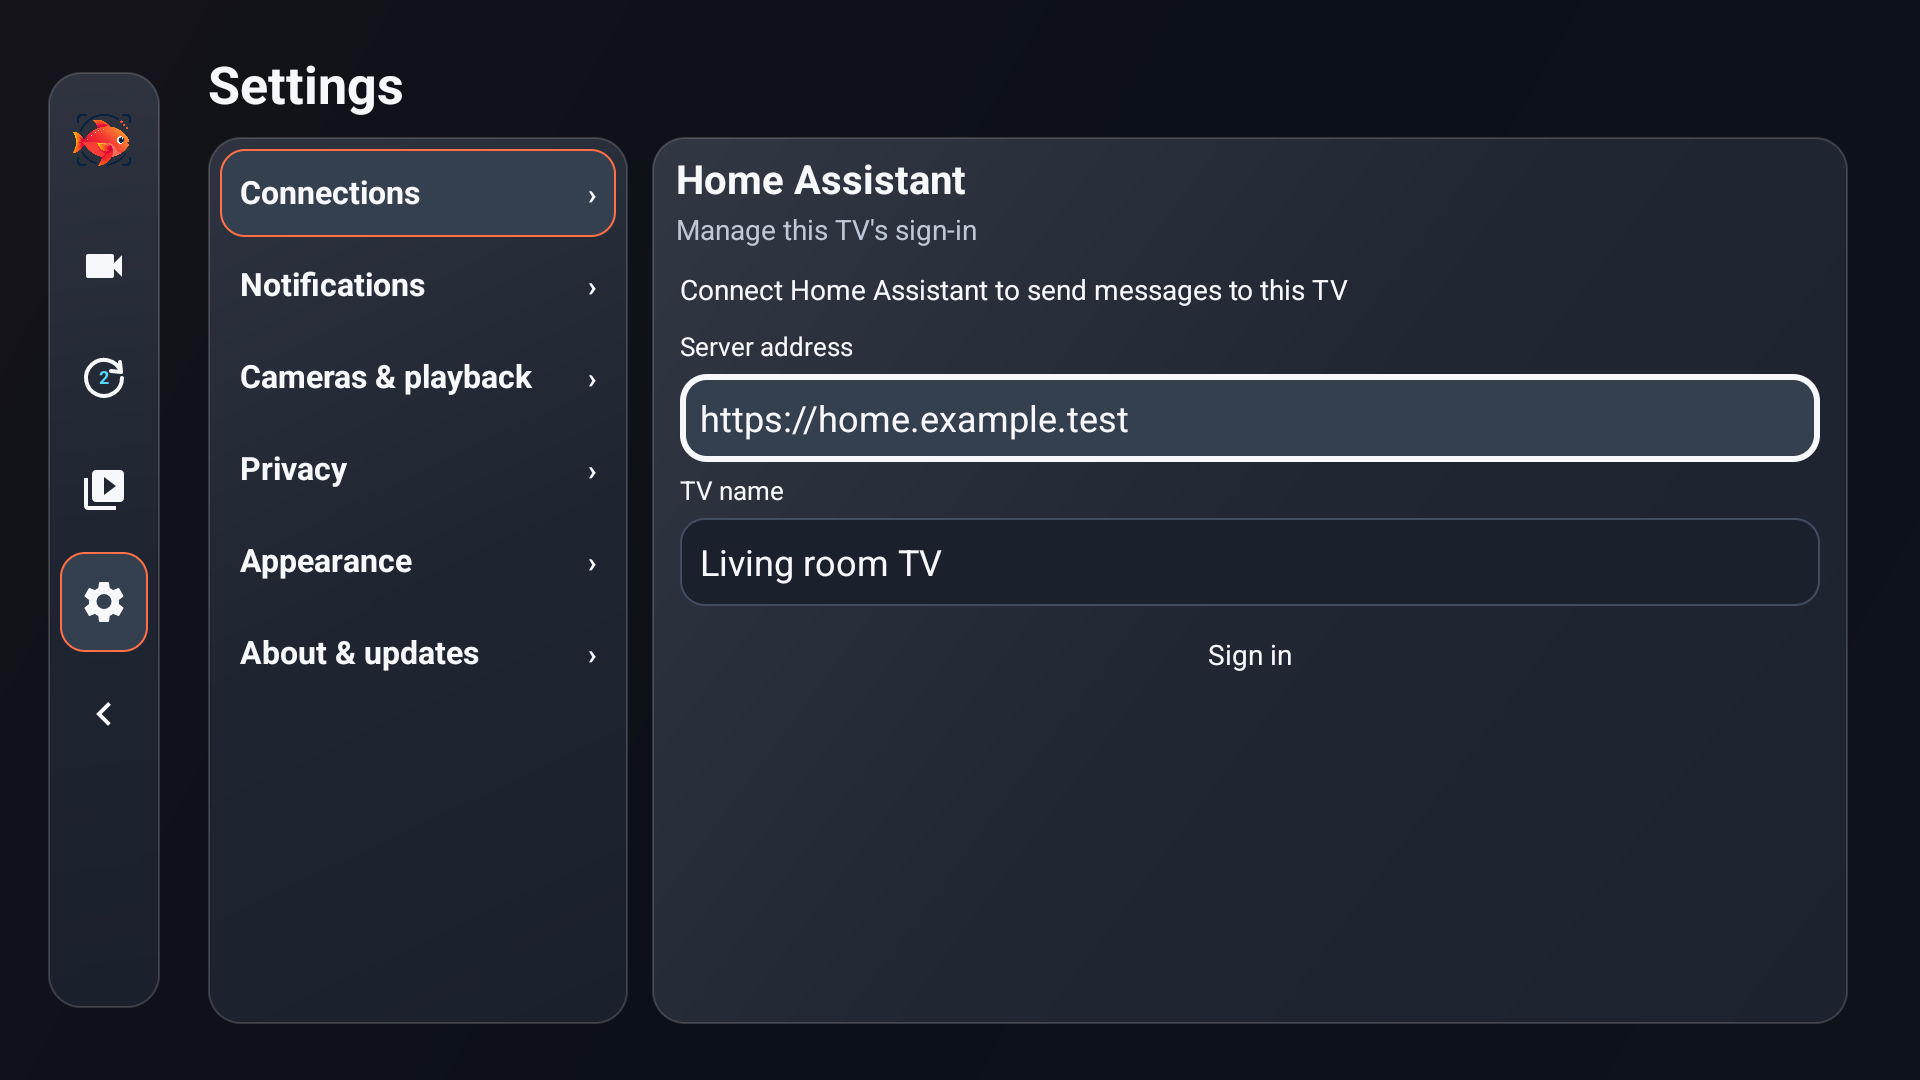 Settings
2
Connections ›
Notifications ›
Cameras & playback ›
Privacy ›
Appearance ›
About & updates ›
Home Assistant
Manage this TV's sign-in
Connect Home Assistant to send messages to this TV
Server address
https://home.example.test
TV name
Living room TV
Sign in